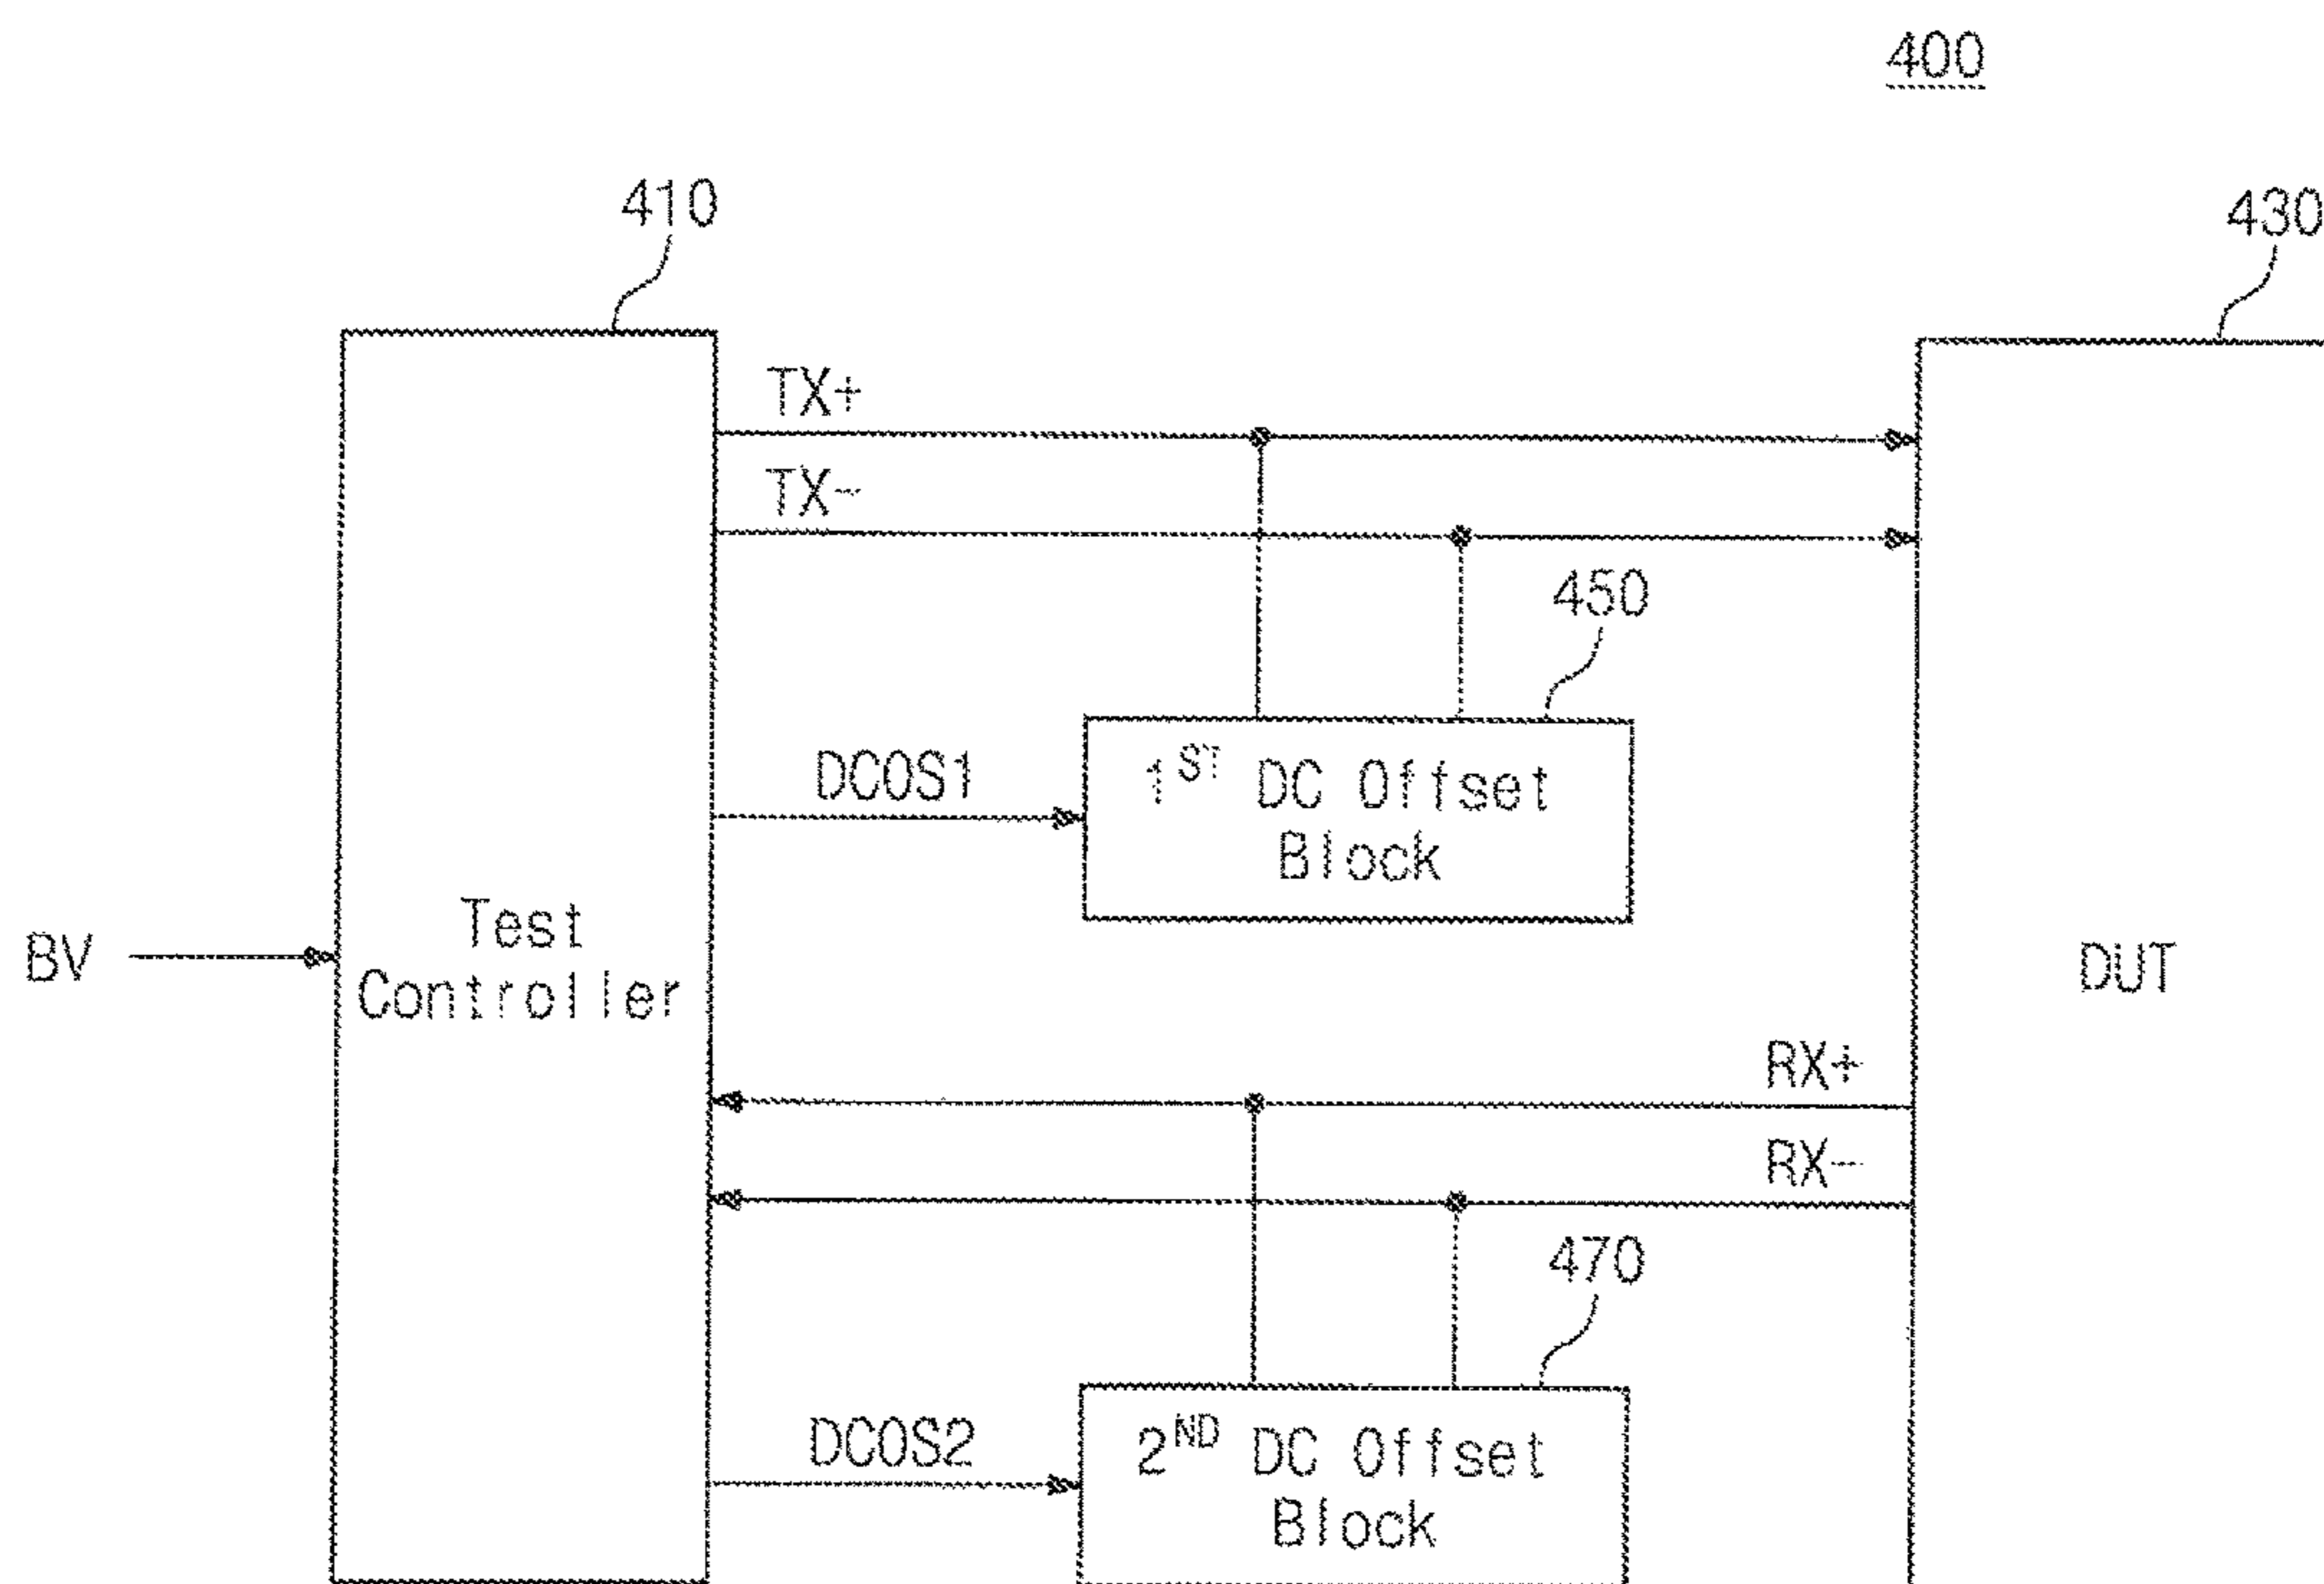 400
410
430
TX+
TX-
450
DCOS1
1ST DC Offset
Block
BV
Test
Controller
DUT
RX+
RX-
470
DCOS2
2ND DC Offset
Block